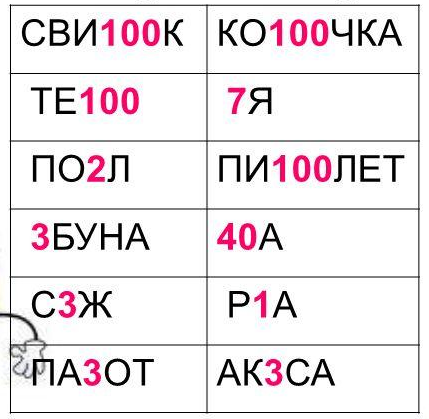 СВИ100К КО100ЧКА
ТЕ100 7Я
ПО2Л ПИ100ЛЕТ
3БУНА 40А
С3Ж Р1А
ПА3ОТ АК3СА